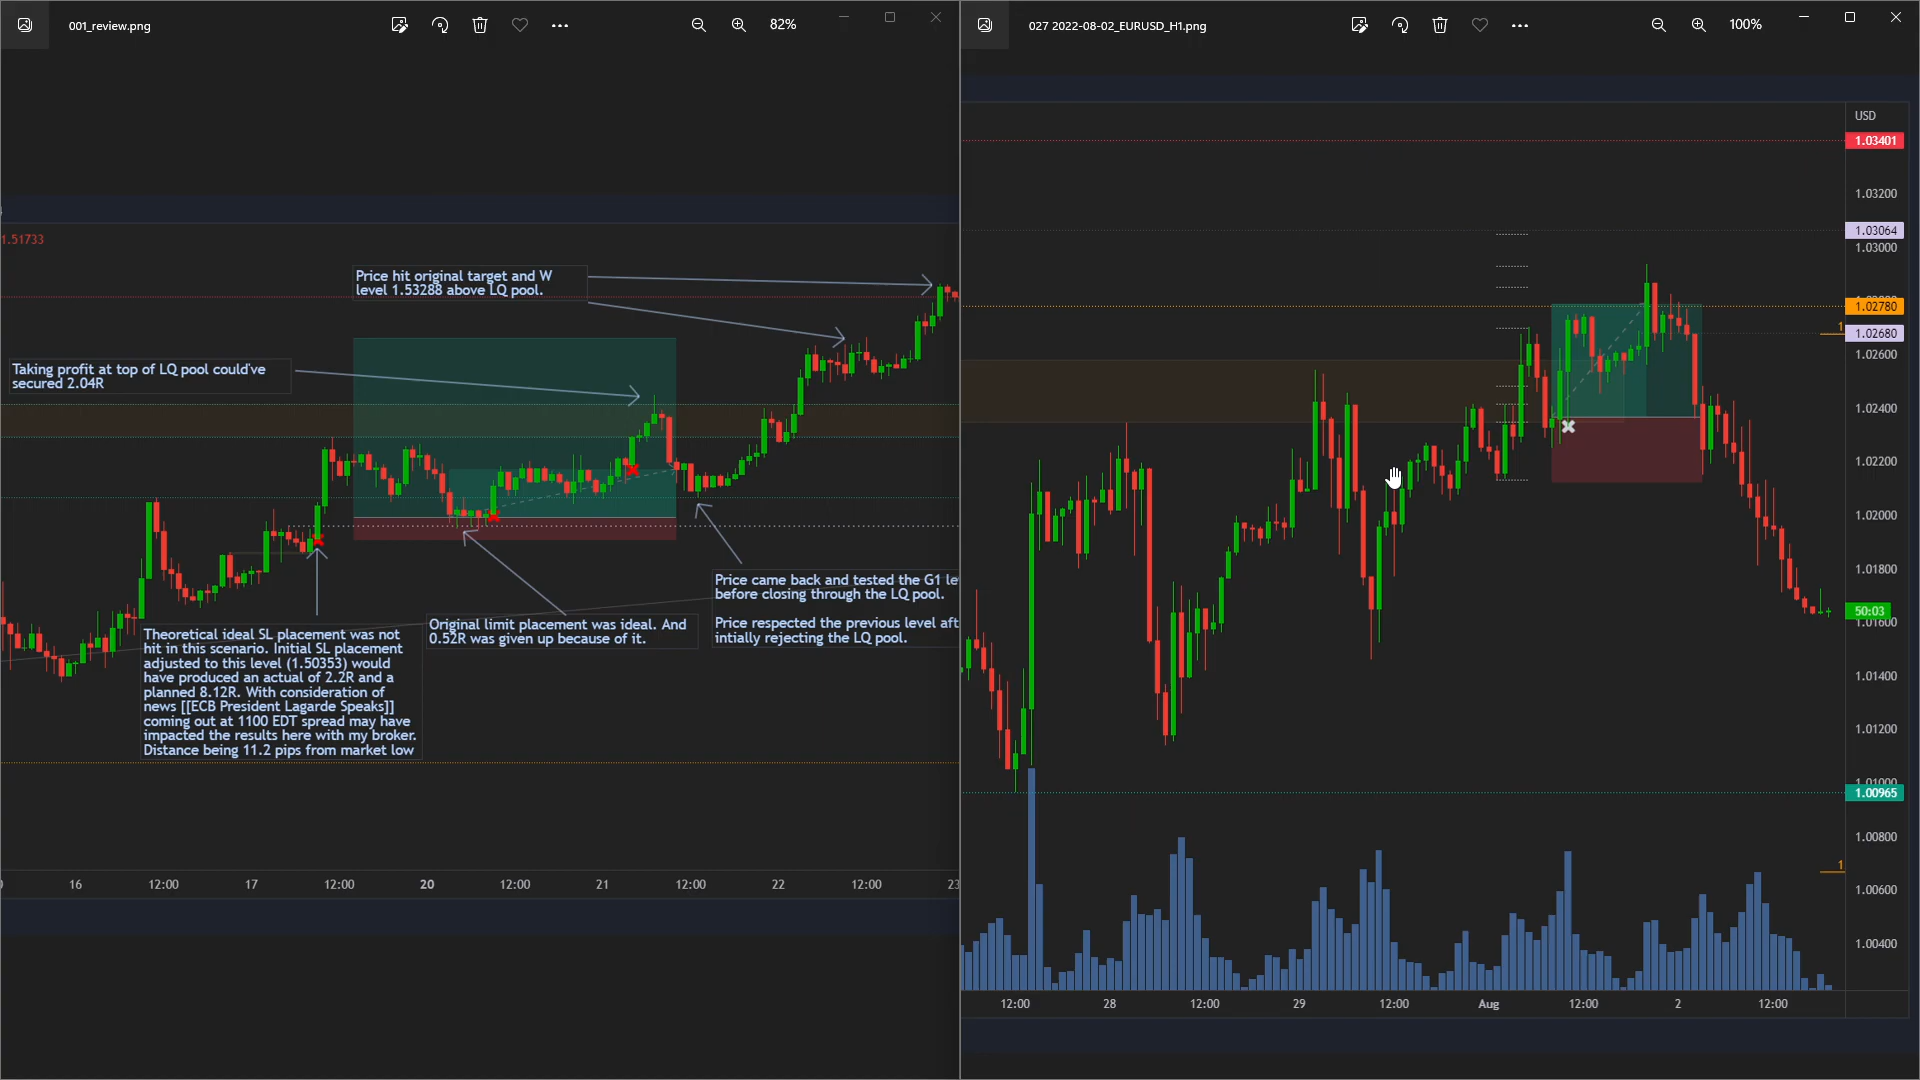 001_review.png
82%
027 2022-08-02_EURUSD_H1.png
100%
1.51733
Price hit original target and W
level 1.53288 above LQ pool.
Taking profit at top of LQ pool could've
secured 2.04R
Price came back and tested the G1 le
before closing through the LQ pool.
Price respected the previous level aft
intially rejecting the LQ pool.
Original limit placement was ideal. And
0.52R was given up because of it.
Theoretical ideal SL placement was not
hit in this scenario. Initial SL placement
adjusted to this level (1.50353) would
have produced an actual of 2.2R and a
planned 8.12R. With consideration of
news [[ECB President Lagarde Speaks]]
coming out at 1100 EDT spread may have
impacted the results here with my broker.
Distance being 11.2 pips from market low
16 12:00 17 12:00 20 12:00 21 12:00 22 12:00 23
USD
1.03401
1.03200
1.03064
1.03000
1.02780
1
1.02680
1.02600
1.02400
1.02200
1.02000
1.01800
50:03
1.01600
1.01400
1.01200
1.01000
1.00965
1.00800
1
1.00600
1.00400
12:00 28 12:00 29 12:00 Aug 12:00 2 12:00